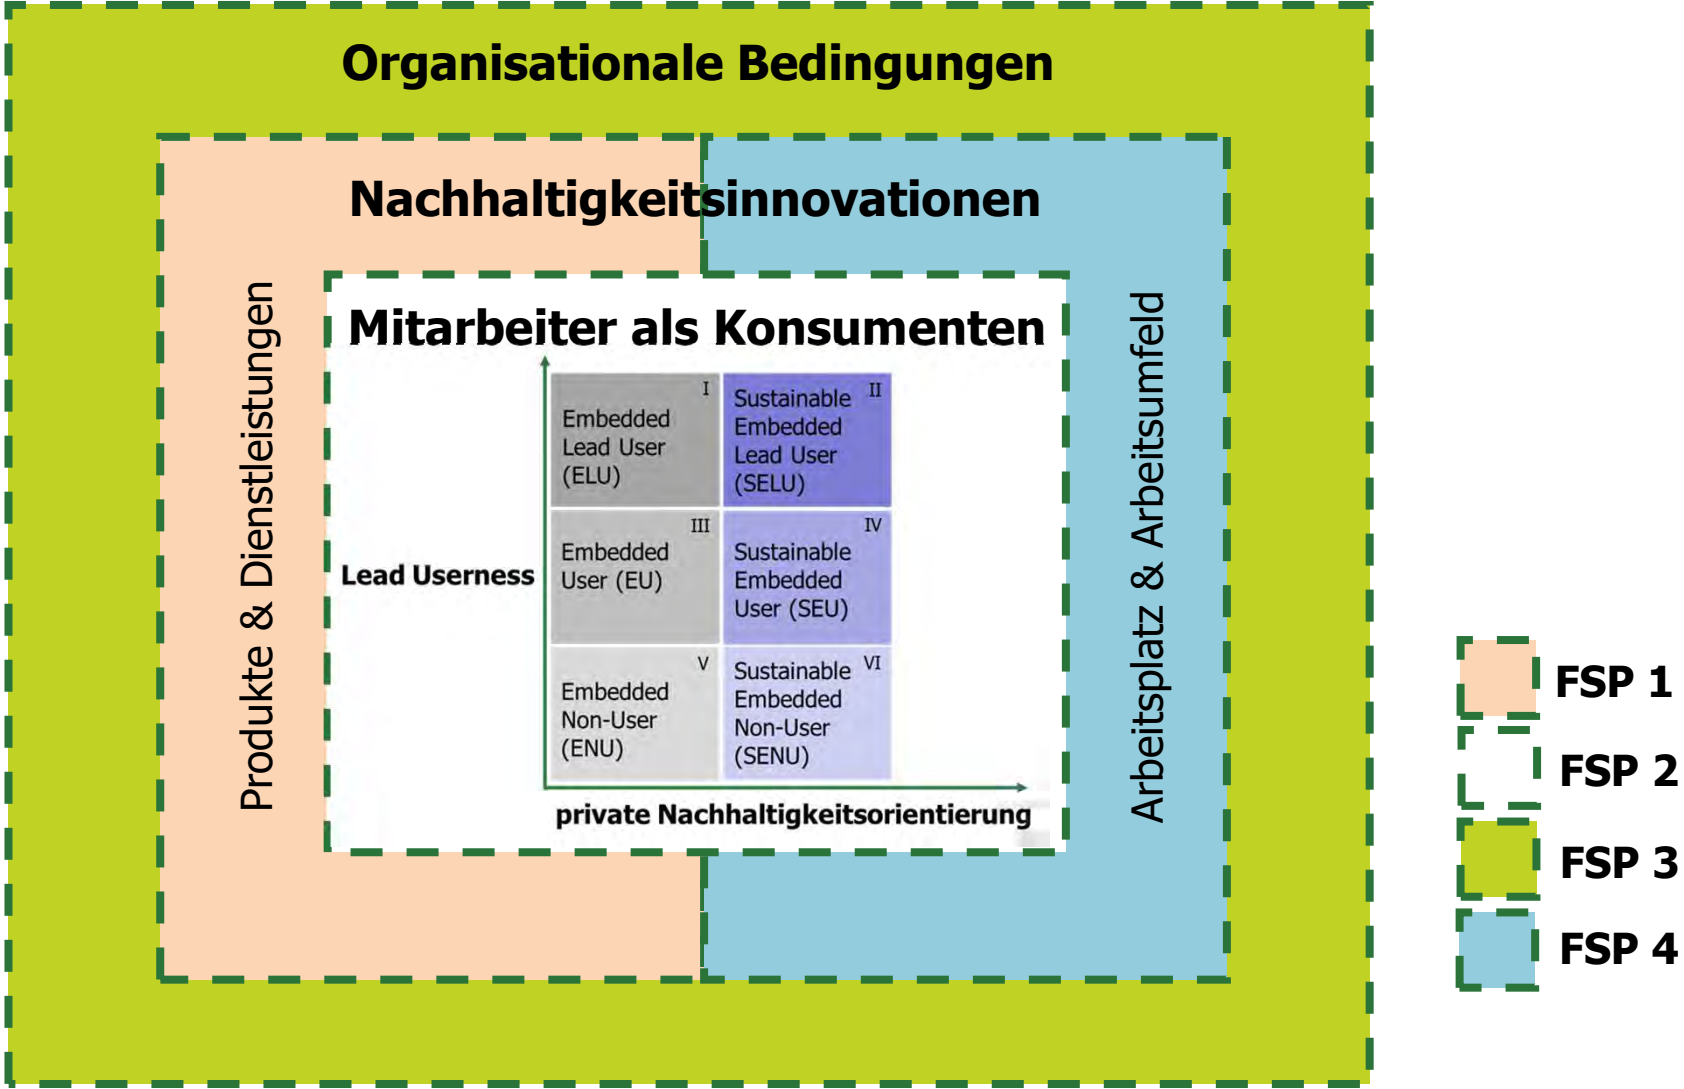 Organisationale Bedingungen
Nachhaltigkeitsinnovationen
Produkte & Dienstleistungen
Mitarbeiter als Konsumenten
Lead Userness
I
Embedded
Lead User
(ELU)
II
Sustainable
Embedded
Lead User
(SELU)
III
Embedded
User (EU)
IV
Sustainable
Embedded
User (SEU)
V
Embedded
Non-User
(ENU)
VI
Sustainable
Embedded
Non-User
(SENU)
private Nachhaltigkeitsorientierung
Arbeitsplatz & Arbeitsumfeld
FSP 1
FSP 2
FSP 3
FSP 4